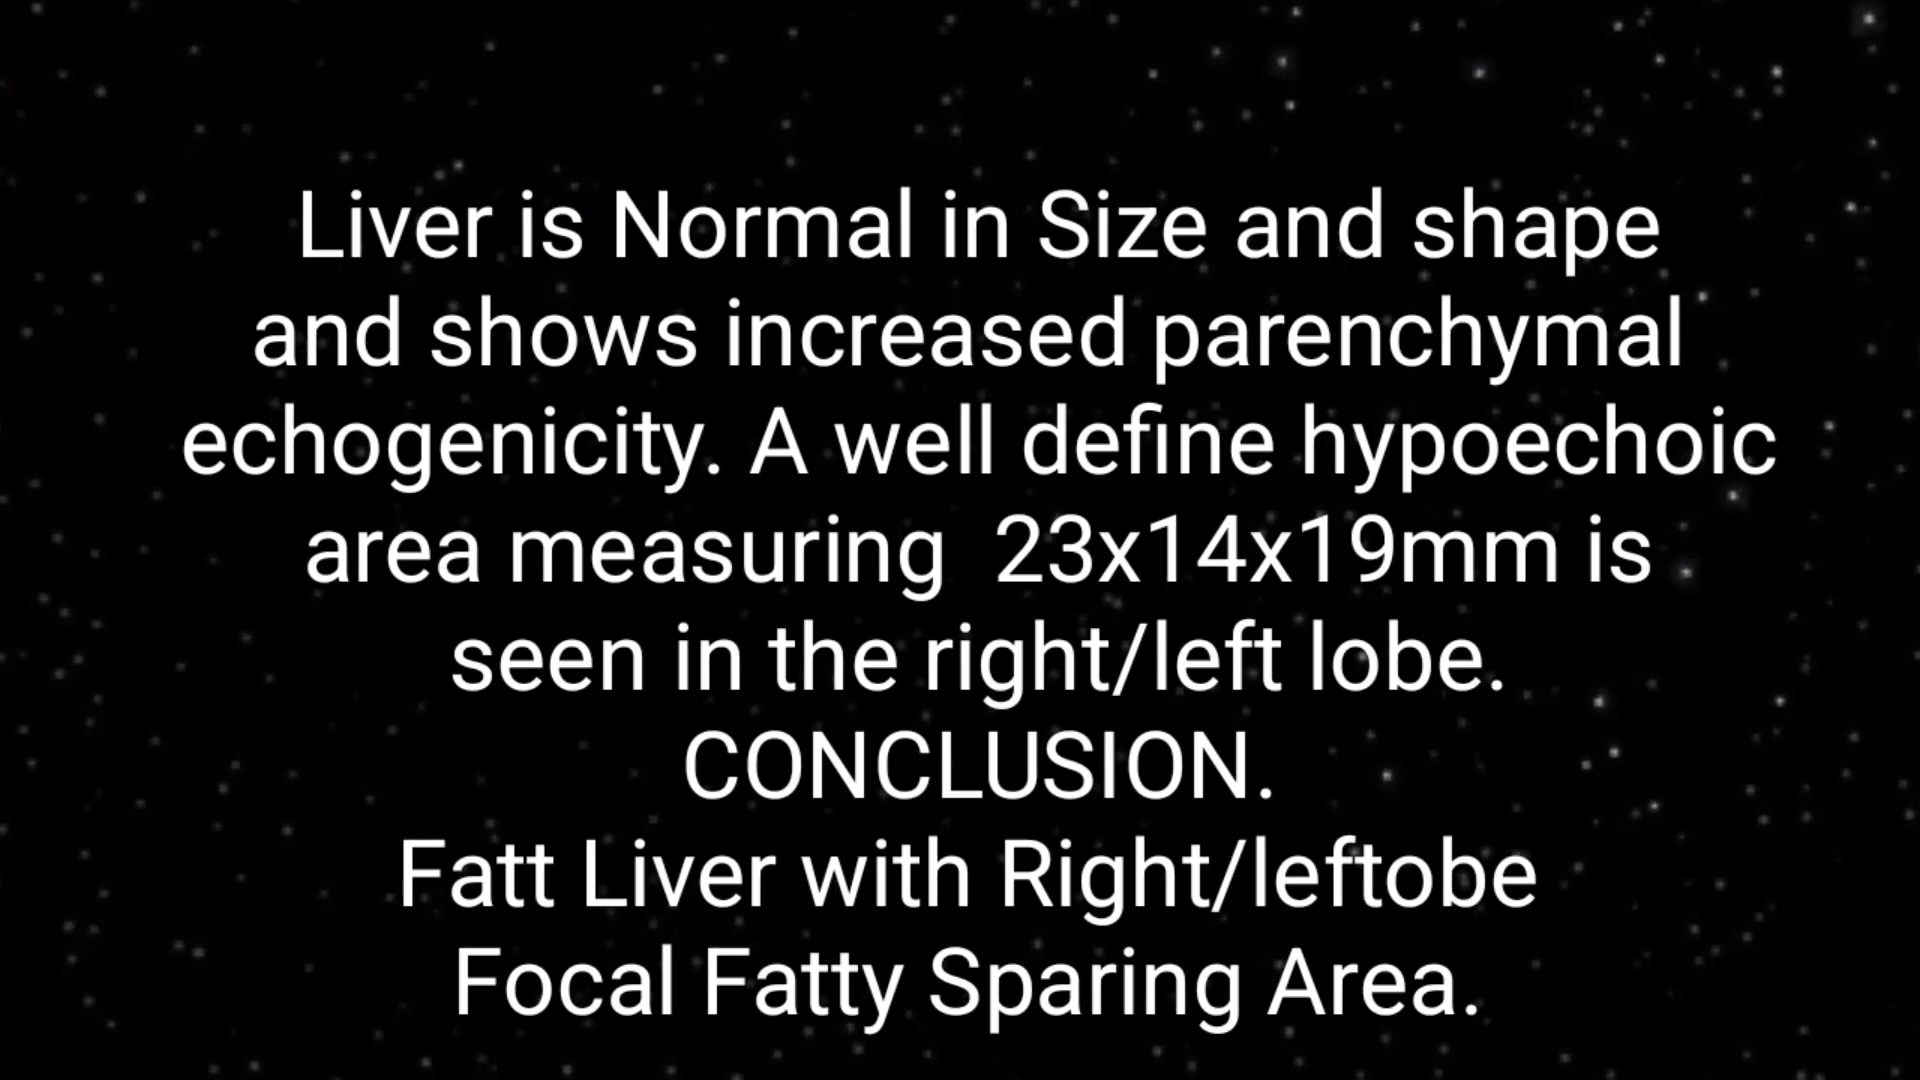 Liver is Normal in Size and shape
and shows increased parenchymal
echogenicity. A well define hypoechoic
area measuring  23x14x19mm is
seen in the right/left lobe.
CONCLUSION.
Fatt Liver with Right/leftobe
Focal Fatty Sparing Area.